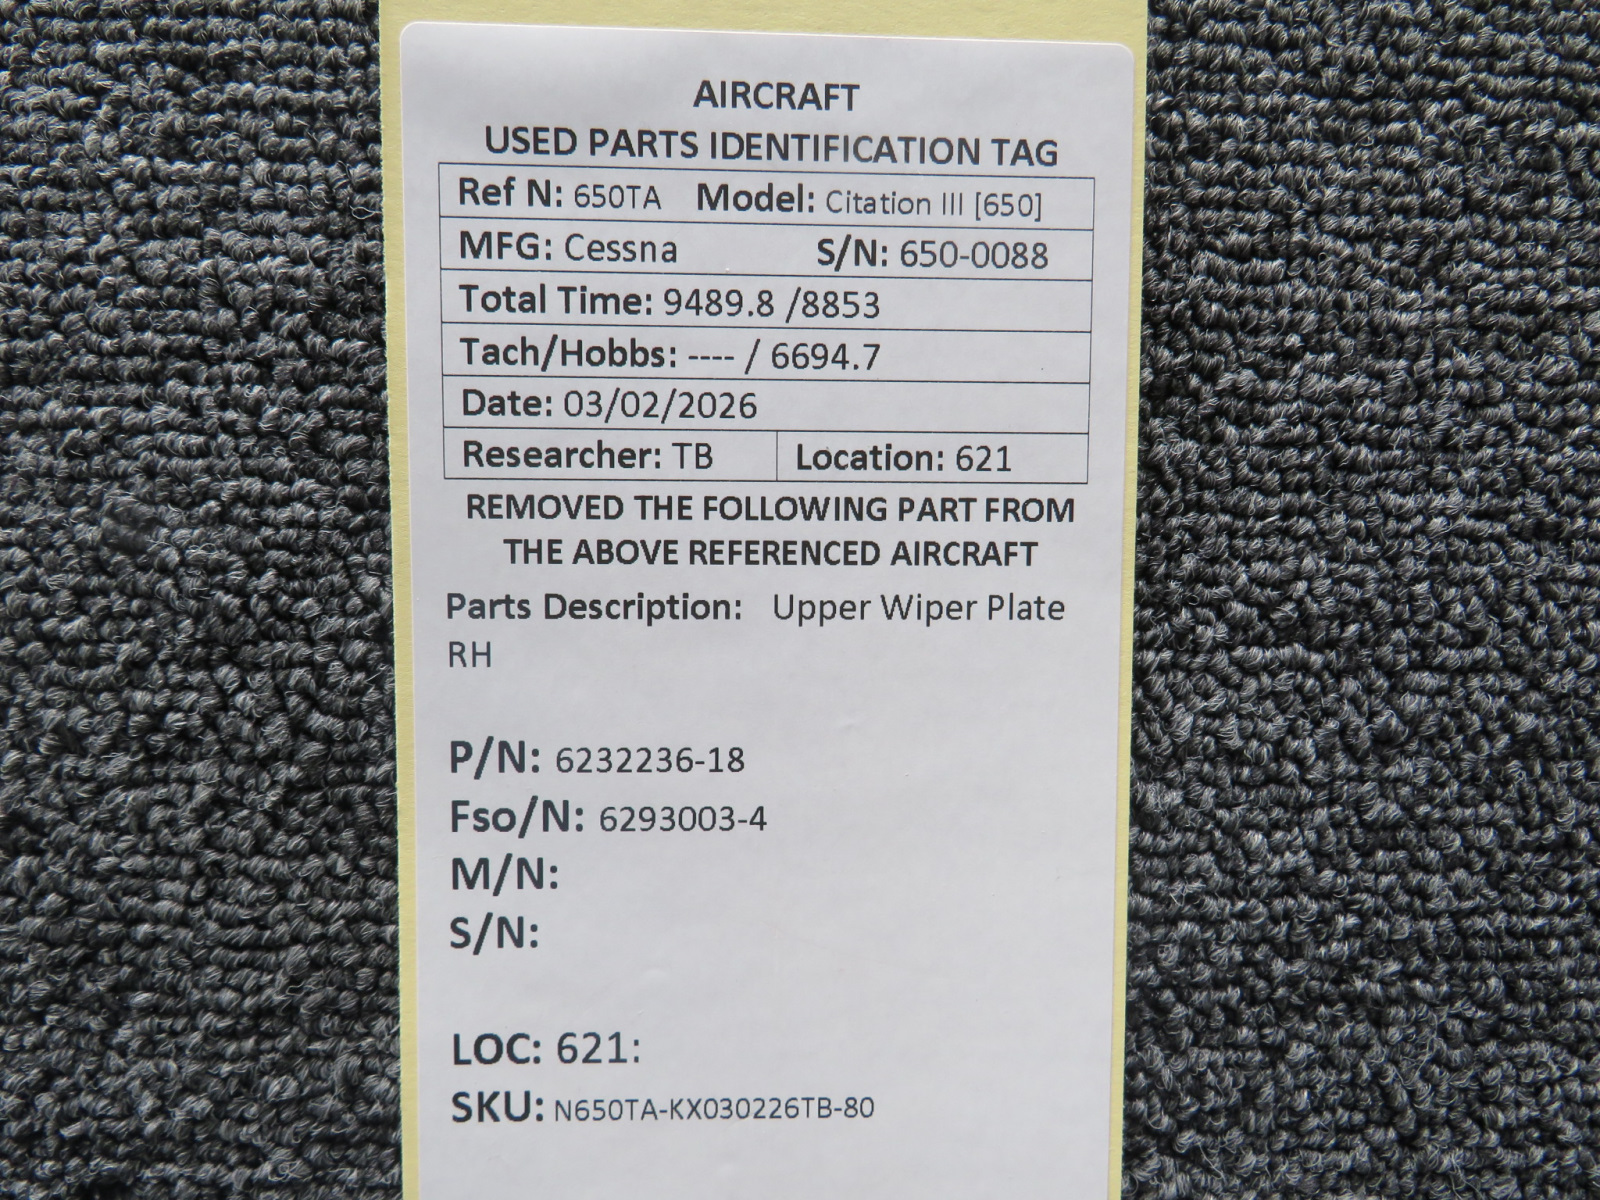 AIRCRAFT
USED PARTS IDENTIFICATION TAG
Ref N: 650TA Model: Citation III [650]
MFG: Cessna S/N: 650-0088
Total Time: 9489.8 /8853
Tach/Hobbs: ---- / 6694.7
Date: 03/02/2026
Researcher: TB Location: 621
REMOVED THE FOLLOWING PART FROM
THE ABOVE REFERENCED AIRCRAFT
Parts Description: Upper Wiper Plate
RH
P/N: 6232236-18
Fso/N: 6293003-4
M/N:
S/N:
LOC: 621:
SKU: N650TA-KX030226TB-80